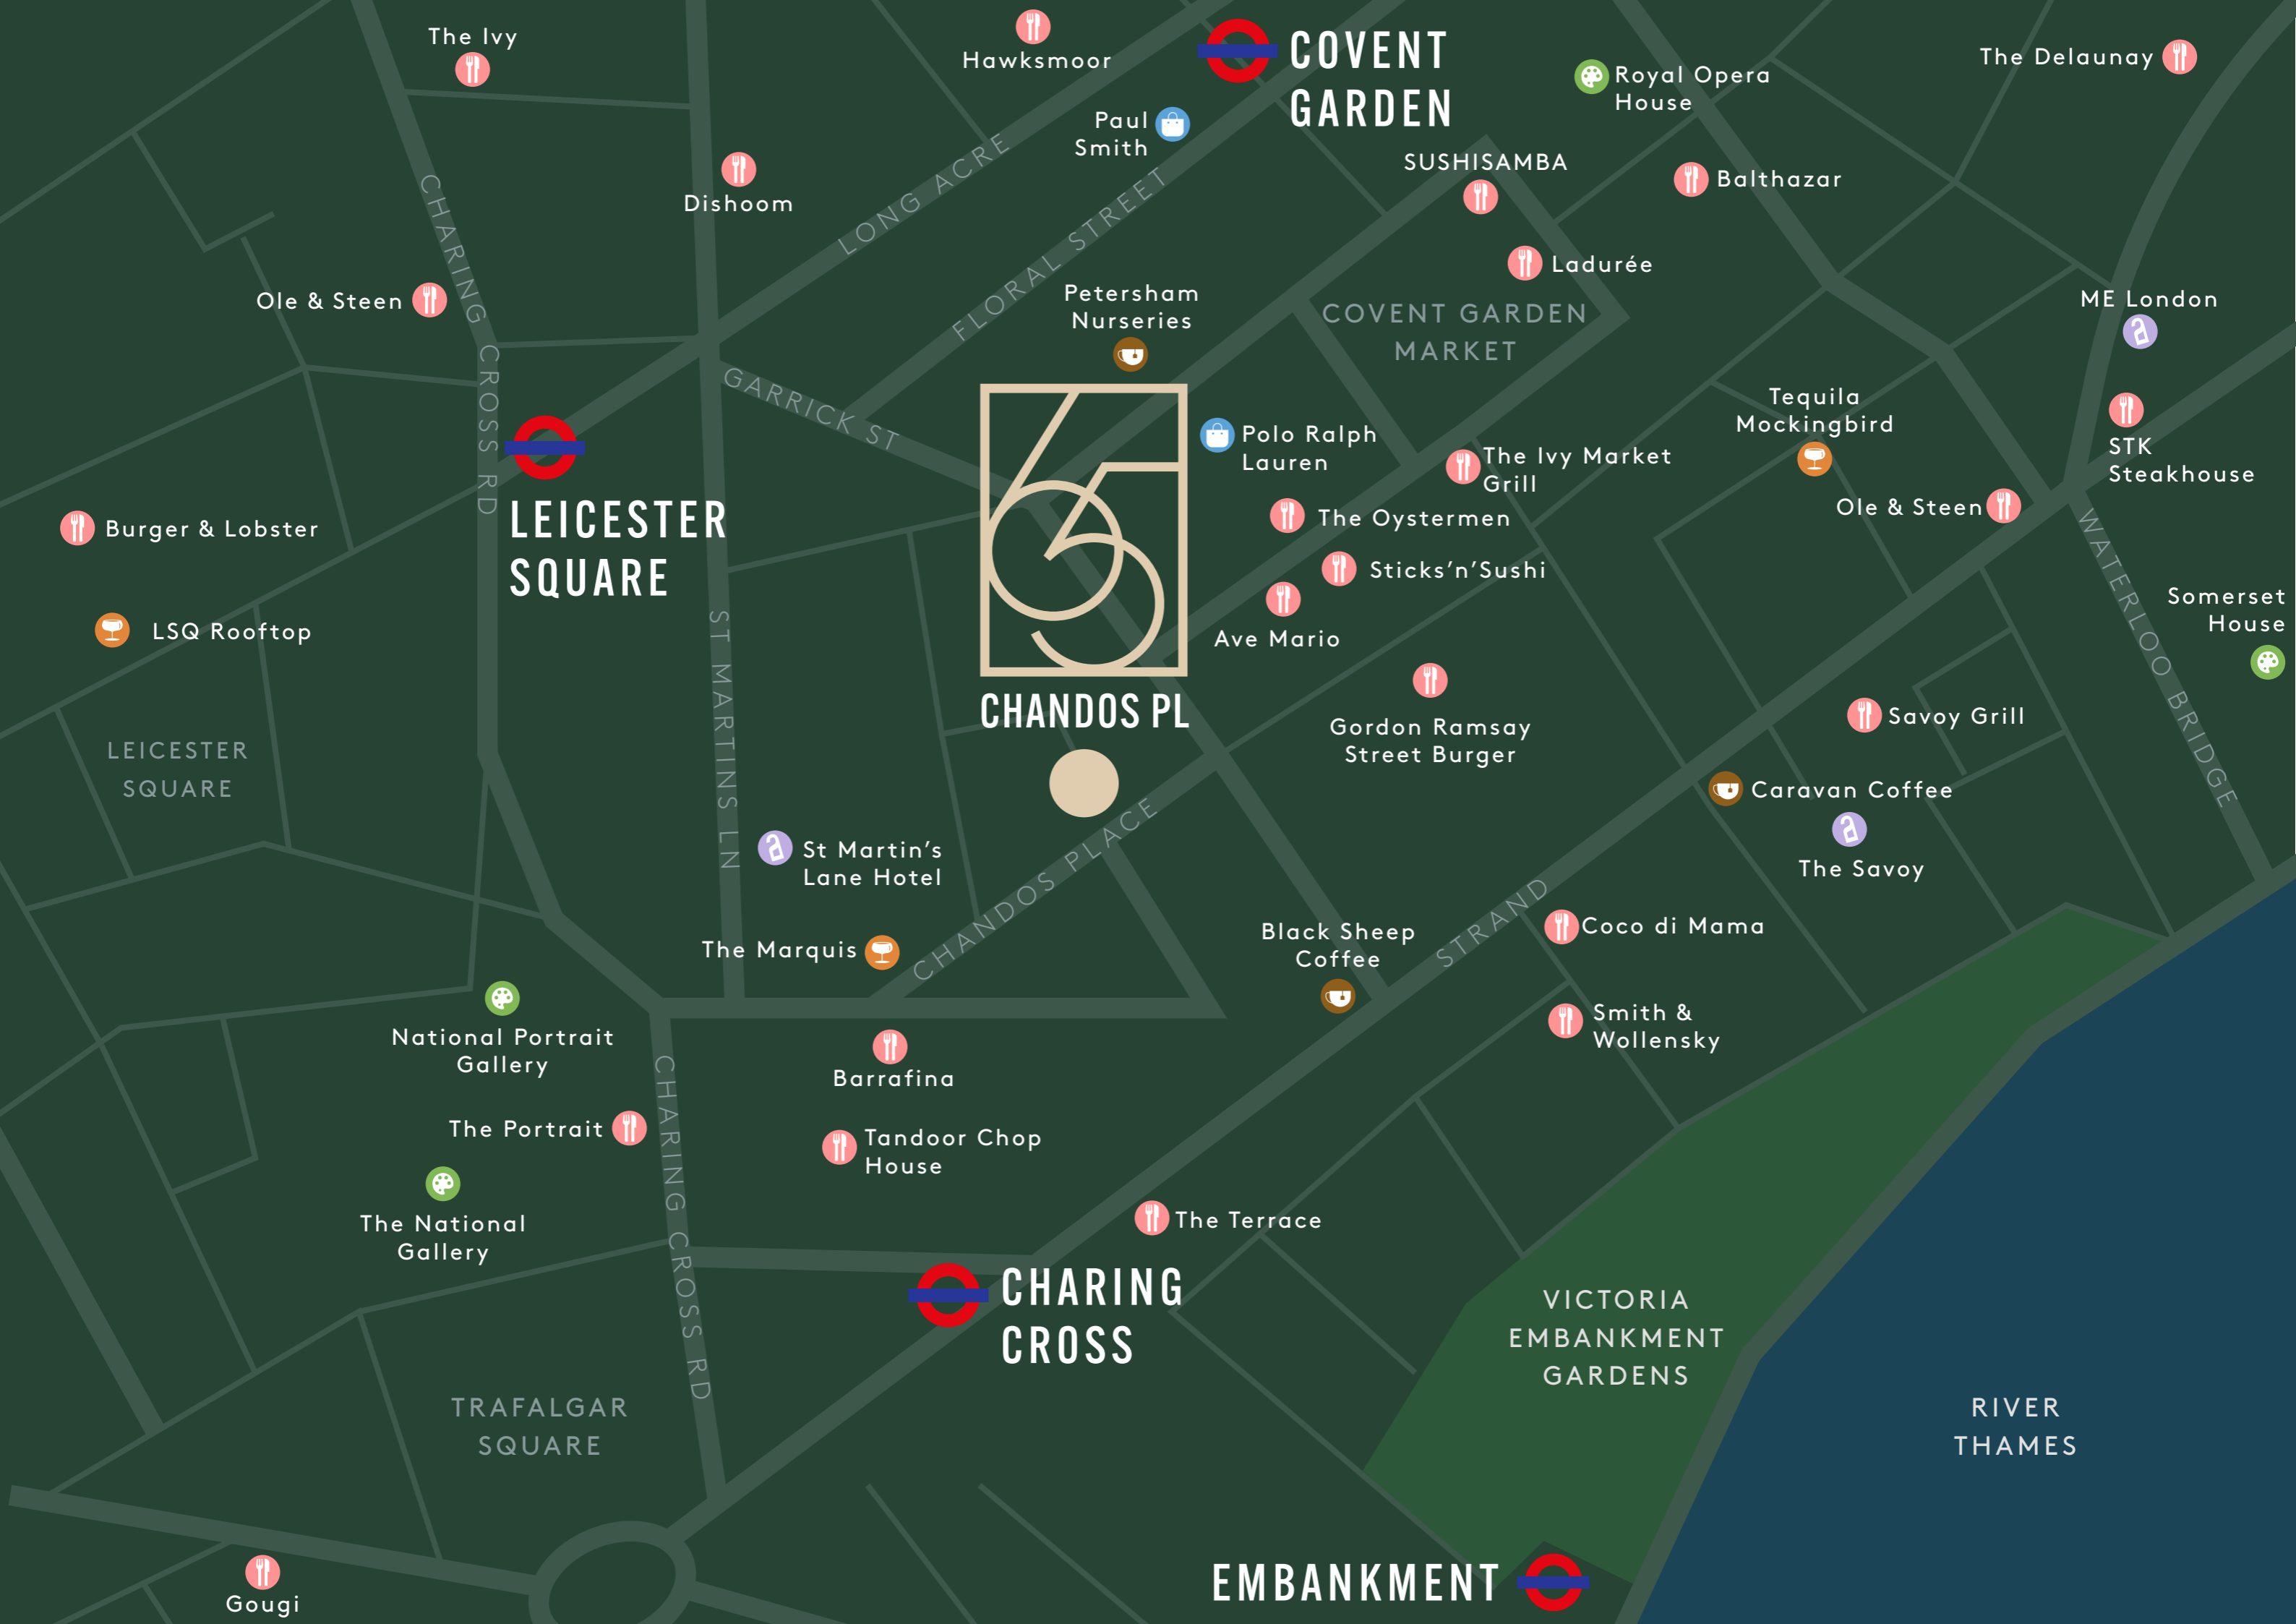 The Ivy
Hawksmoor
COVENT
GARDEN
Royal Opera
House
The Delaunay
Paul
Smith
SUSHISAMBA
Balthazar
Dishoom
CHARING CROSS RD
LONG ACRE
FLORAL STREET
Ladurée
Ole & Steen
Petersham
Nurseries
COVENT GARDEN
MARKET
ME London
GARRICK ST
Tequila
Mockingbird
Polo Ralph
Lauren
The Ivy Market
Grill
STK
Steakhouse
LEICESTER
SQUARE
Burger & Lobster
65
The Oystermen
Ole & Steen
Sticks’n’Sushi
WATERLOO BRIDGE
Somerset
House
LSQ Rooftop
ST MARTINS LN
Ave Mario
CHANDOS PL
Gordon Ramsay
Street Burger
Savoy Grill
LEICESTER
SQUARE
Caravan Coffee
St Martin’s
Lane Hotel
CHANDOS PLACE
The Savoy
The Marquis
Black Sheep
Coffee
STRAND
Coco di Mama
National Portrait
Gallery
Smith &
Wollensky
Barrafina
The Portrait
CHARING CROSS RD
Tandoor Chop
House
The National
Gallery
The Terrace
CHARING
CROSS
VICTORIA
EMBANKMENT
GARDENS
TRAFALGAR
SQUARE
RIVER
THAMES
EMBANKMENT
Gougi